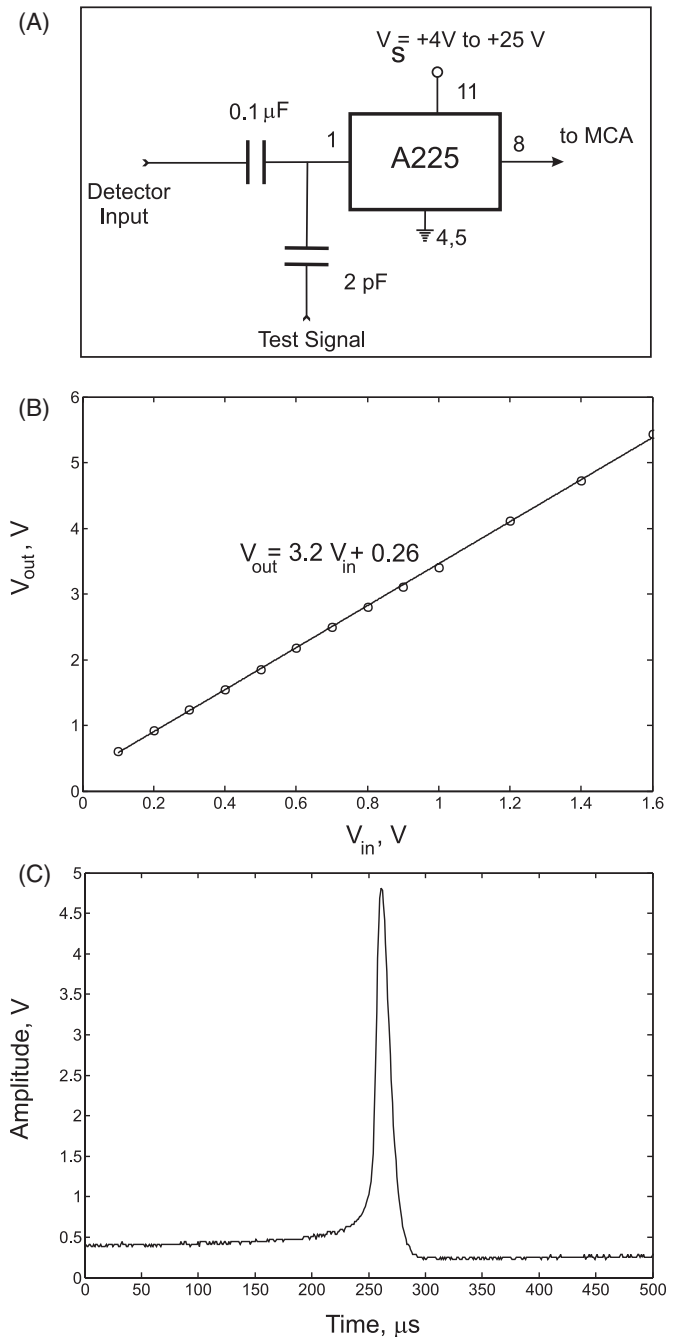 (A)
V_S = +4V to +25 V
11
0.1 μF
1
A225
8
to MCA
Detector
Input
4,5
2 pF
Test Signal
(B)
6
5
4
3
2
1
0
V_out = 3.2 V_in + 0.26
V_out, V
0 0.2 0.4 0.6 0.8 1 1.2 1.4 1.6
V_in, V
(C)
5
4.5
4
3.5
3
2.5
2
1.5
1
0.5
0
Amplitude, V
0 50 100 150 200 250 300 350 400 450 500
Time, μs